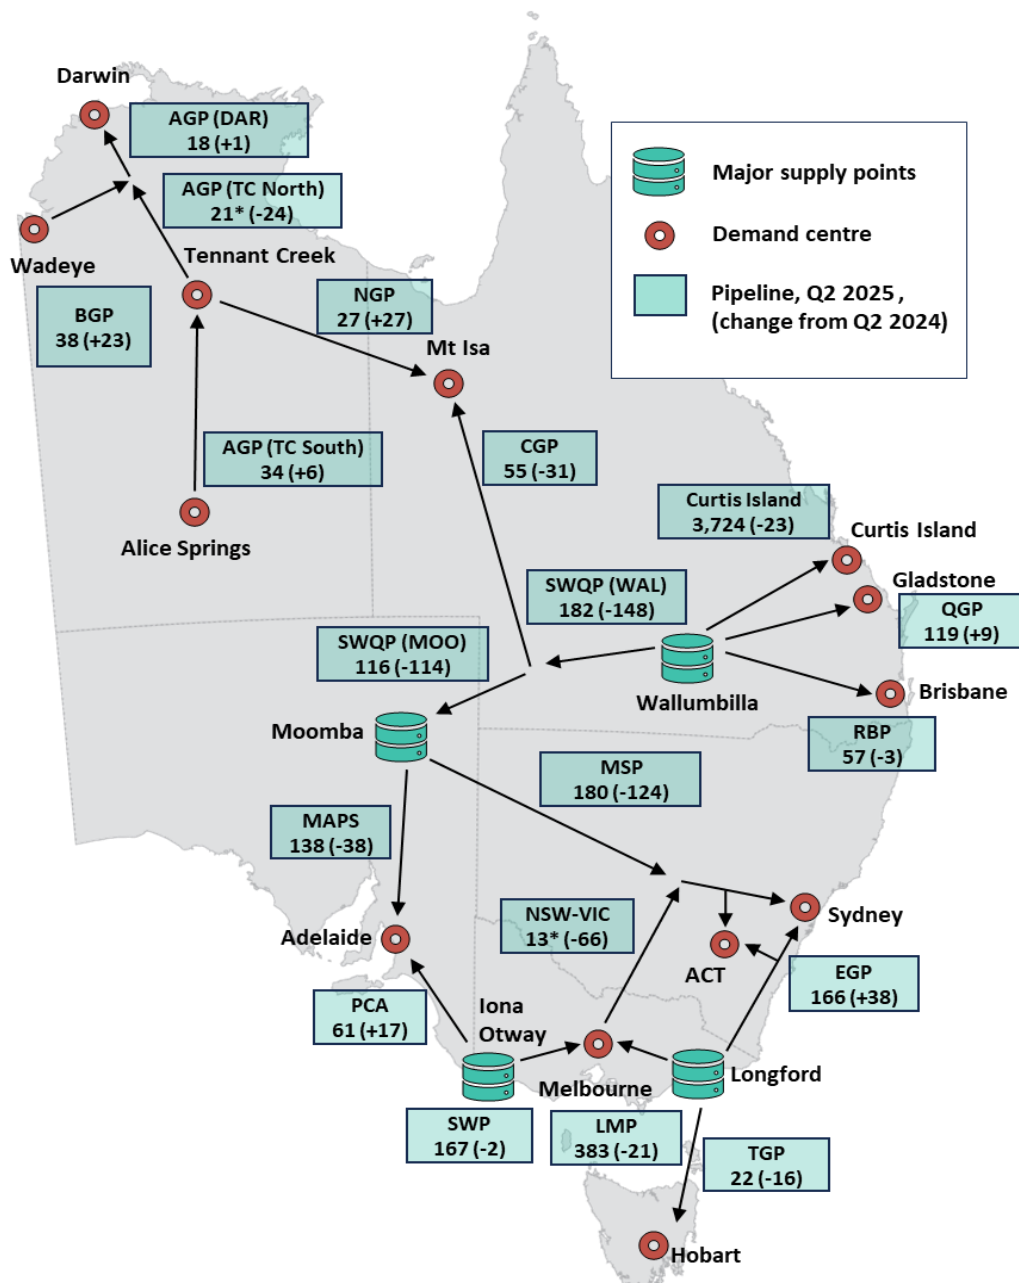 Darwin
AGP (DAR)
18 (+1)
AGP (TC North)
21* (-24)
Wadeye
Tennant Creek
BGP
38 (+23)
NGP
27 (+27)
Mt Isa
Major supply points
Demand centre
Pipeline, Q2 2025 ,
(change from Q2 2024)
AGP (TC South)
34 (+6)
CGP
55 (-31)
Alice Springs
Curtis Island
3,724 (-23)
Curtis Island
Gladstone
SWQP (WAL)
182 (-148)
QGP
119 (+9)
SWQP (MOO)
116 (-114)
Wallumbilla
Brisbane
Moomba
RBP
57 (-3)
MSP
180 (-124)
MAPS
138 (-38)
NSW-VIC
13* (-66)
Sydney
Adelaide
ACT
EGP
166 (+38)
PCA
61 (+17)
Iona
Otway
Melbourne
Longford
SWP
167 (-2)
LMP
383 (-21)
TGP
22 (-16)
Hobart